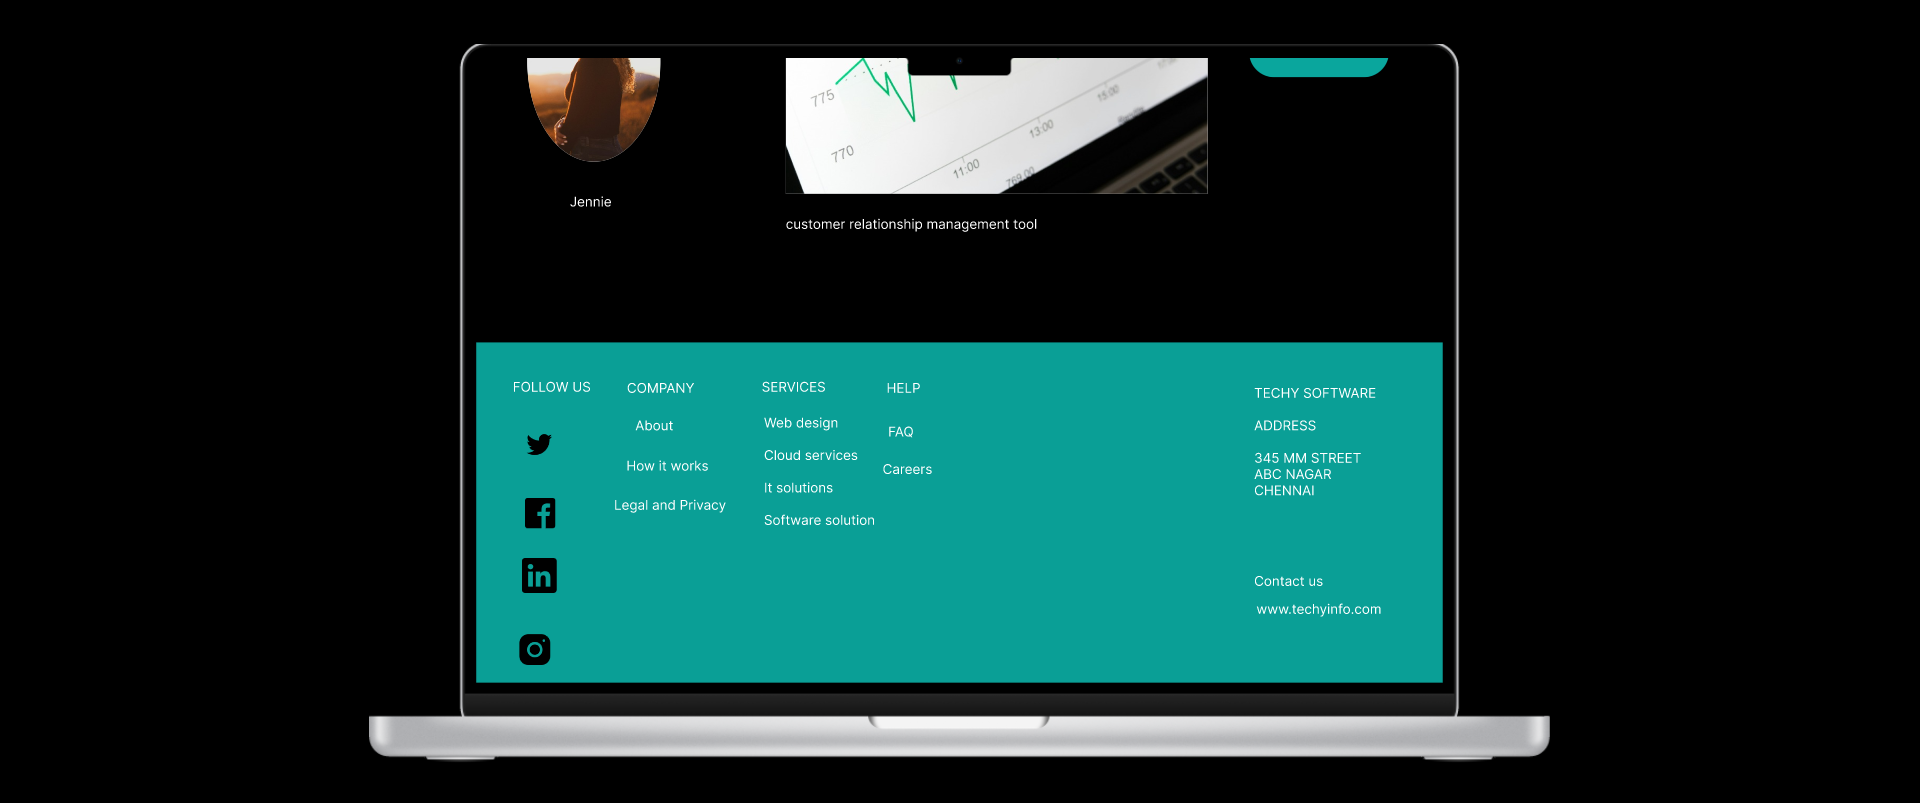 775
770
11:00
13:00
15:00
769.00
Jennie
customer relationship management tool
FOLLOW US
COMPANY
About
How it works
Legal and Privacy
SERVICES
Web design
Cloud services
It solutions
Software solution
HELP
FAQ
Careers
in
TECHY SOFTWARE
ADDRESS
345 MM STREET
ABC NAGAR
CHENNAI
Contact us
www.techyinfo.com